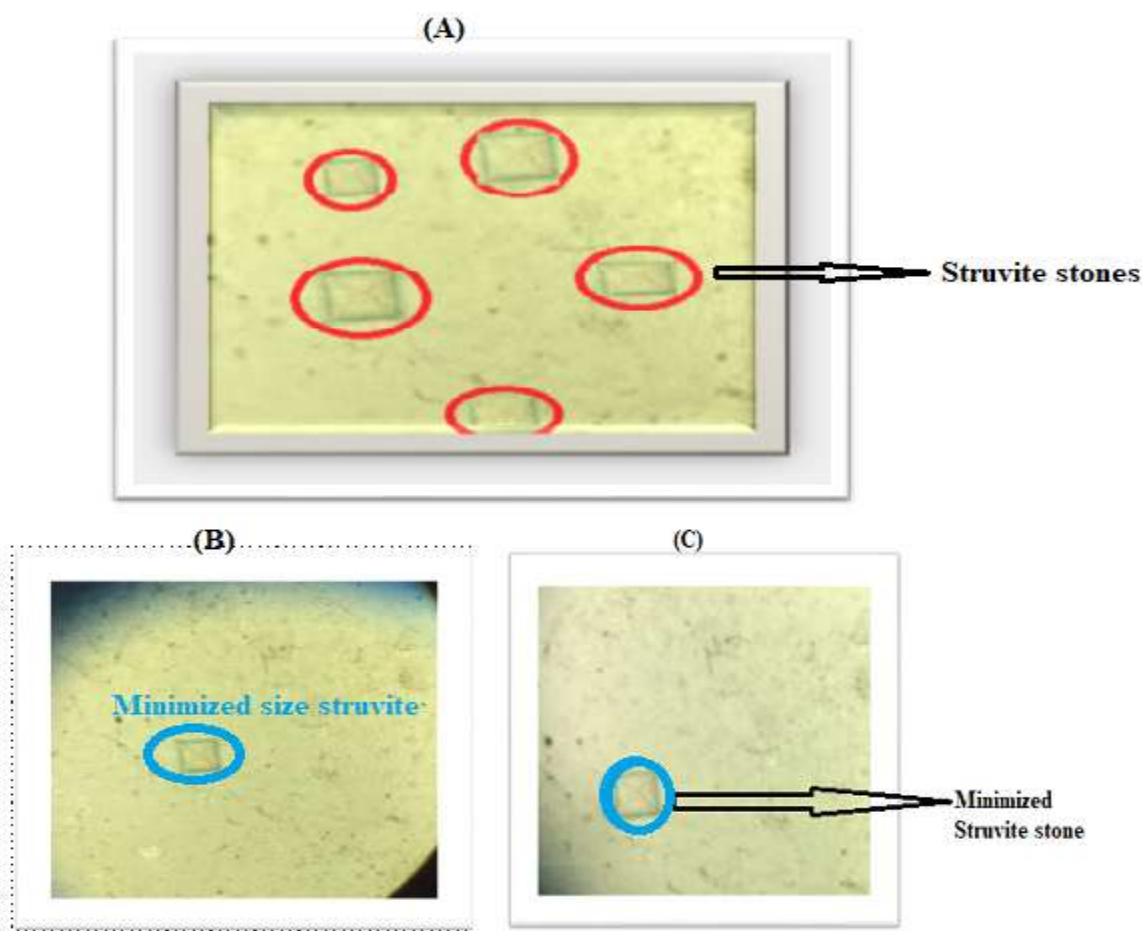 (A)
Struvite stones
(B)
(C)
Minimized size struvite
Minimized
Struvite stone